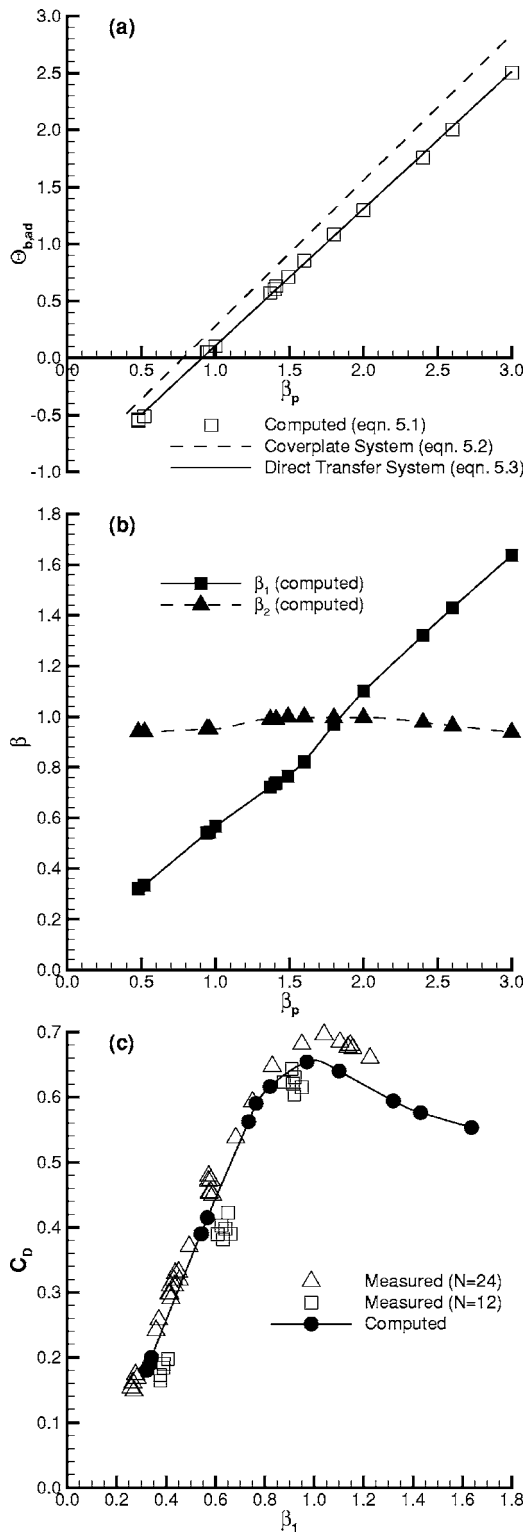 (a)
3.0
2.5
2.0
1.5
1.0
0.5
0.0
-0.5
-1.0
Θb,ad
0.0 0.5 1.0 1.5 2.0 2.5 3.0
βp
Computed (eqn. 5.1)
Coverplate System (eqn. 5.2)
Direct Transfer System (eqn. 5.3)
(b)
1.8
1.6
1.4
1.2
1.0
0.8
0.6
0.4
0.2
0.0
β
β1 (computed)
β2 (computed)
0.0 0.5 1.0 1.5 2.0 2.5 3.0
βp
(c)
0.7
0.6
0.5
0.4
0.3
0.2
0.1
0.0
CD
Measured (N=24)
Measured (N=12)
Computed
0.0 0.2 0.4 0.6 0.8 1.0 1.2 1.4 1.6 1.8
β1